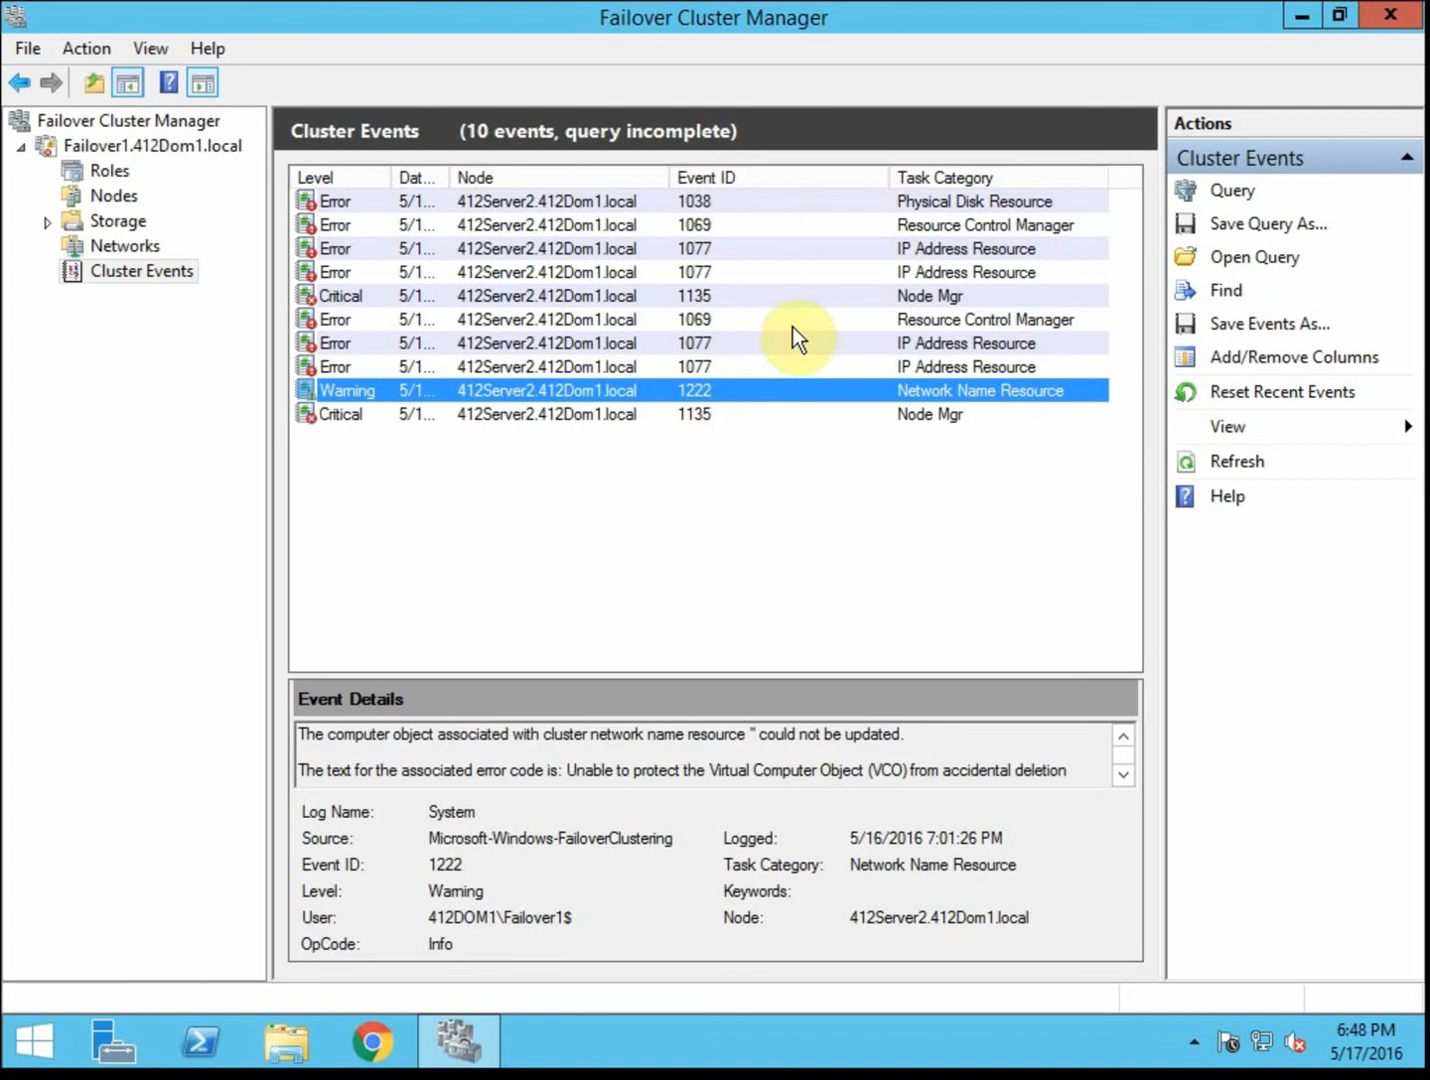 Failover Cluster Manager
File Action View Help
Failover Cluster Manager
Failover1.412Dom1.local
Roles
Nodes
Storage
Networks
Cluster Events
Cluster Events (10 events, query incomplete)
Level Dat... Node Event ID Task Category
Error 5/1... 412Server2.412Dom1.local 1038 Physical Disk Resource
Error 5/1... 412Server2.412Dom1.local 1069 Resource Control Manager
Error 5/1... 412Server2.412Dom1.local 1077 IP Address Resource
Error 5/1... 412Server2.412Dom1.local 1077 IP Address Resource
Critical 5/1... 412Server2.412Dom1.local 1135 Node Mgr
Error 5/1... 412Server2.412Dom1.local 1069 Resource Control Manager
Error 5/1... 412Server2.412Dom1.local 1077 IP Address Resource
Error 5/1... 412Server2.412Dom1.local 1077 IP Address Resource
Warning 5/1... 412Server2.412Dom1.local 1222 Network Name Resource
Critical 5/1... 412Server2.412Dom1.local 1135 Node Mgr
Event Details
The computer object associated with cluster network name resource '' could not be updated.
The text for the associated error code is: Unable to protect the Virtual Computer Object (VCO) from accidental deletion
Log Name: System
Source: Microsoft-Windows-FailoverClustering Logged: 5/16/2016 7:01:26 PM
Event ID: 1222 Task Category: Network Name Resource
Level: Warning Keywords:
User: 412DOM1\Failover1$ Node: 412Server2.412Dom1.local
OpCode: Info
Actions
Cluster Events
Query
Save Query As...
Open Query
Find
Save Events As...
Add/Remove Columns
Reset Recent Events
View
Refresh
Help
6:48 PM
5/17/2016